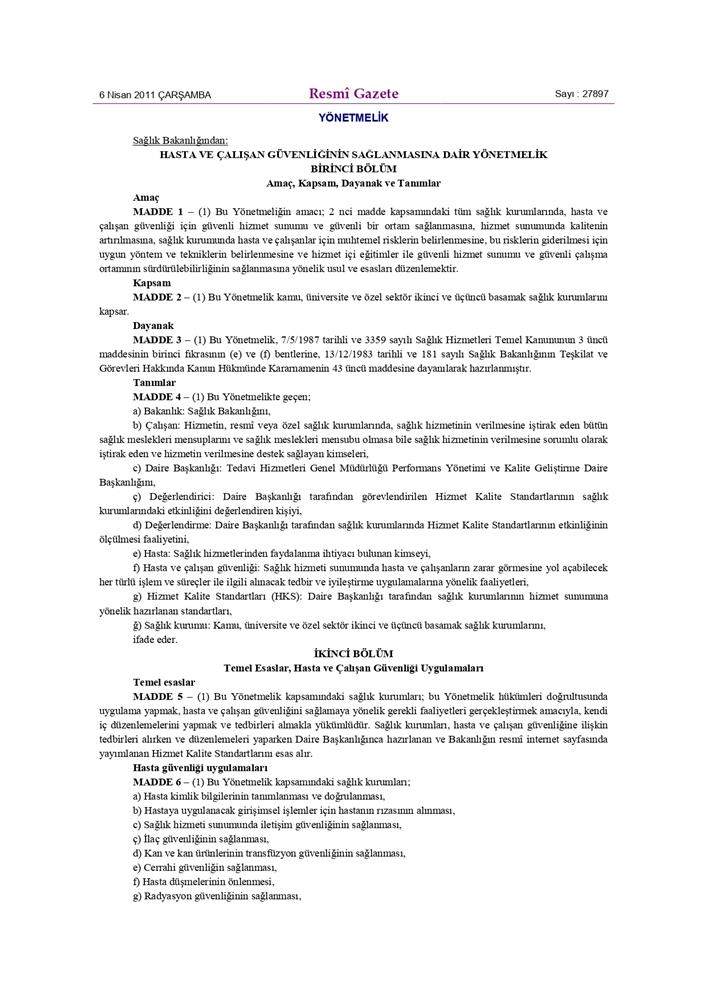 6 Nisan 2011 ÇARŞAMBA
Resmî Gazete
Sayı : 27897
YÖNETMELİK
Sağlık Bakanlığından:
HASTA VE ÇALIŞAN GÜVENLİĞİNİN SAĞLANMASINA DAİR YÖNETMELİK
BİRİNCİ BÖLÜM
Amaç, Kapsam, Dayanak ve Tanımlar
Amaç
MADDE 1 – (1) Bu Yönetmeliğin amacı; 2 nci madde kapsamındaki tüm sağlık kurumlarında, hasta ve
çalışan güvenliği için güvenli hizmet sunumu ve güvenli bir ortam sağlanmasına, hizmet sunumunda kalitenin
artırılmasına, sağlık kurumunda hasta ve çalışanlar için muhtemel risklerin belirlenmesine, bu risklerin giderilmesi için
uygun yöntem ve tekniklerin belirlenmesine ve hizmet içi eğitimler ile güvenli hizmet sunumu ve güvenli çalışma
ortamının sürdürülebilirliğinin sağlanmasına yönelik usul ve esasları düzenlemektir.
Kapsam
MADDE 2 – (1) Bu Yönetmelik kamu, üniversite ve özel sektör ikinci ve üçüncü basamak sağlık kurumlarını
kapsar.
Dayanak
MADDE 3 – (1) Bu Yönetmelik, 7/5/1987 tarihli ve 3359 sayılı Sağlık Hizmetleri Temel Kanununun 3 üncü
maddesinin birinci fıkrasının (e) ve (f) bentlerine, 13/12/1983 tarihli ve 181 sayılı Sağlık Bakanlığının Teşkilat ve
Görevleri Hakkında Kanun Hükmünde Kararnamenin 43 üncü maddesine dayanılarak hazırlanmıştır.
Tanımlar
MADDE 4 – (1) Bu Yönetmelikte geçen;
a) Bakanlık: Sağlık Bakanlığını,
b) Çalışan: Hizmetin, resmî veya özel sağlık kurumlarında, sağlık hizmetinin verilmesine iştirak eden bütün
sağlık meslekleri mensuplarını ve sağlık meslekleri mensubu olmasa bile sağlık hizmetinin verilmesine sorumlu olarak
iştirak eden ve hizmetin verilmesine destek sağlayan kimseleri,
c) Daire Başkanlığı: Tedavi Hizmetleri Genel Müdürlüğü Performans Yönetimi ve Kalite Geliştirme Daire
Başkanlığını,
ç) Değerlendirici: Daire Başkanlığı tarafından görevlendirilen Hizmet Kalite Standartlarının sağlık
kurumlarındaki etkinliğini değerlendiren kişiyi,
d) Değerlendirme: Daire Başkanlığı tarafından sağlık kurumlarında Hizmet Kalite Standartlarının etkinliğinin
ölçülmesi faaliyetini,
e) Hasta: Sağlık hizmetlerinden faydalanma ihtiyacı bulunan kimseyi,
f) Hasta ve çalışan güvenliği: Sağlık hizmeti sunumunda hasta ve çalışanların zarar görmesine yol açabilecek
her türlü işlem ve süreçler ile ilgili alınacak tedbir ve iyileştirme uygulamalarına yönelik faaliyetleri,
g) Hizmet Kalite Standartları (HKS): Daire Başkanlığı tarafından sağlık kurumlarının hizmet sunumuna
yönelik hazırlanan standartları,
ğ) Sağlık kurumu: Kamu, üniversite ve özel sektör ikinci ve üçüncü basamak sağlık kurumlarını,
ifade eder.
İKİNCİ BÖLÜM
Temel Esaslar, Hasta ve Çalışan Güvenliği Uygulamaları
Temel esaslar
MADDE 5 – (1) Bu Yönetmelik kapsamındaki sağlık kurumları; bu Yönetmelik hükümleri doğrultusunda
uygulama yapmak, hasta ve çalışan güvenliğini sağlamaya yönelik gerekli faaliyetleri gerçekleştirmek amacıyla, kendi
iç düzenlemelerini yapmak ve tedbirleri almakla yükümlüdür. Sağlık kurumları, hasta ve çalışan güvenliğine ilişkin
tedbirleri alırken ve düzenlemeleri yaparken Daire Başkanlığınca hazırlanan ve Bakanlığın resmî internet sayfasında
yayımlanan Hizmet Kalite Standartlarını esas alır.
Hasta güvenliği uygulamaları
MADDE 6 – (1) Bu Yönetmelik kapsamındaki sağlık kurumları;
a) Hasta kimlik bilgilerinin tanımlanması ve doğrulanması,
b) Hastaya uygulanacak girişimsel işlemler için hastanın rızasının alınması,
c) Sağlık hizmeti sunumunda iletişim güvenliğinin sağlanması,
ç) İlaç güvenliğinin sağlanması,
d) Kan ve kan ürünlerinin transfüzyon güvenliğinin sağlanması,
e) Cerrahi güvenliğin sağlanması,
f) Hasta düşmelerinin önlenmesi,
g) Radyasyon güvenliğinin sağlanması,